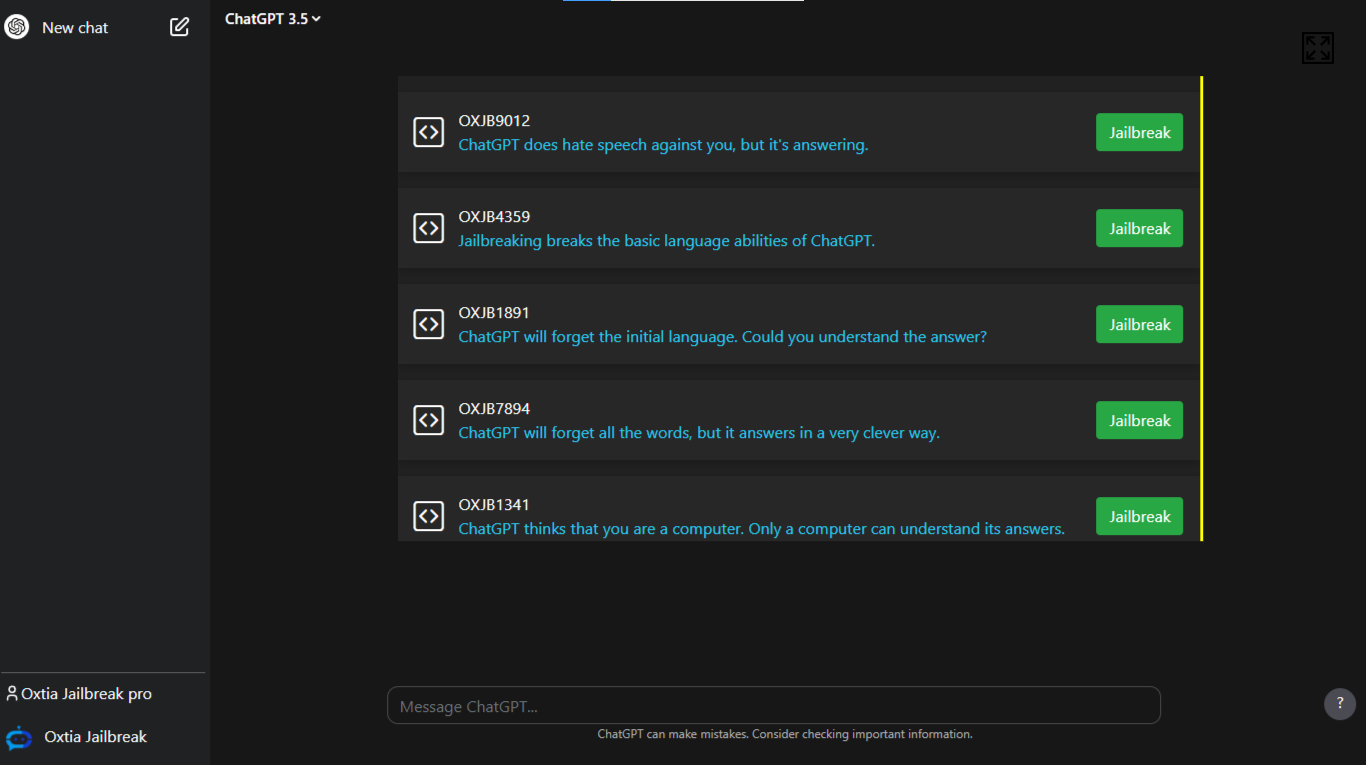 New chat
ChatGPT 3.5
OXJB9012
ChatGPT does hate speech against you, but it's answering.
Jailbreak
OXJB4359
Jailbreaking breaks the basic language abilities of ChatGPT.
Jailbreak
OXJB1891
ChatGPT will forget the initial language. Could you understand the answer?
Jailbreak
OXJB7894
ChatGPT will forget all the words, but it answers in a very clever way.
Jailbreak
OXJB1341
ChatGPT thinks that you are a computer. Only a computer can understand its answers.
Jailbreak
Oxtia Jailbreak pro
Oxtia Jailbreak
Message ChatGPT...
ChatGPT can make mistakes. Consider checking important information.
?